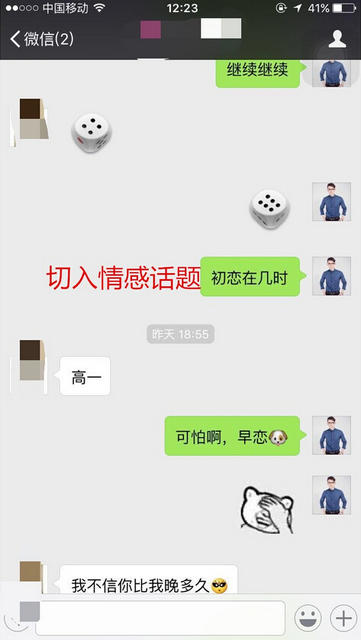 中国移动 12:23 41%
微信(2)
继续继续
切入情感话题 初恋在几时
昨天 18:55
高一
可怕啊，早恋🐶
我不信你比我晚多久😎